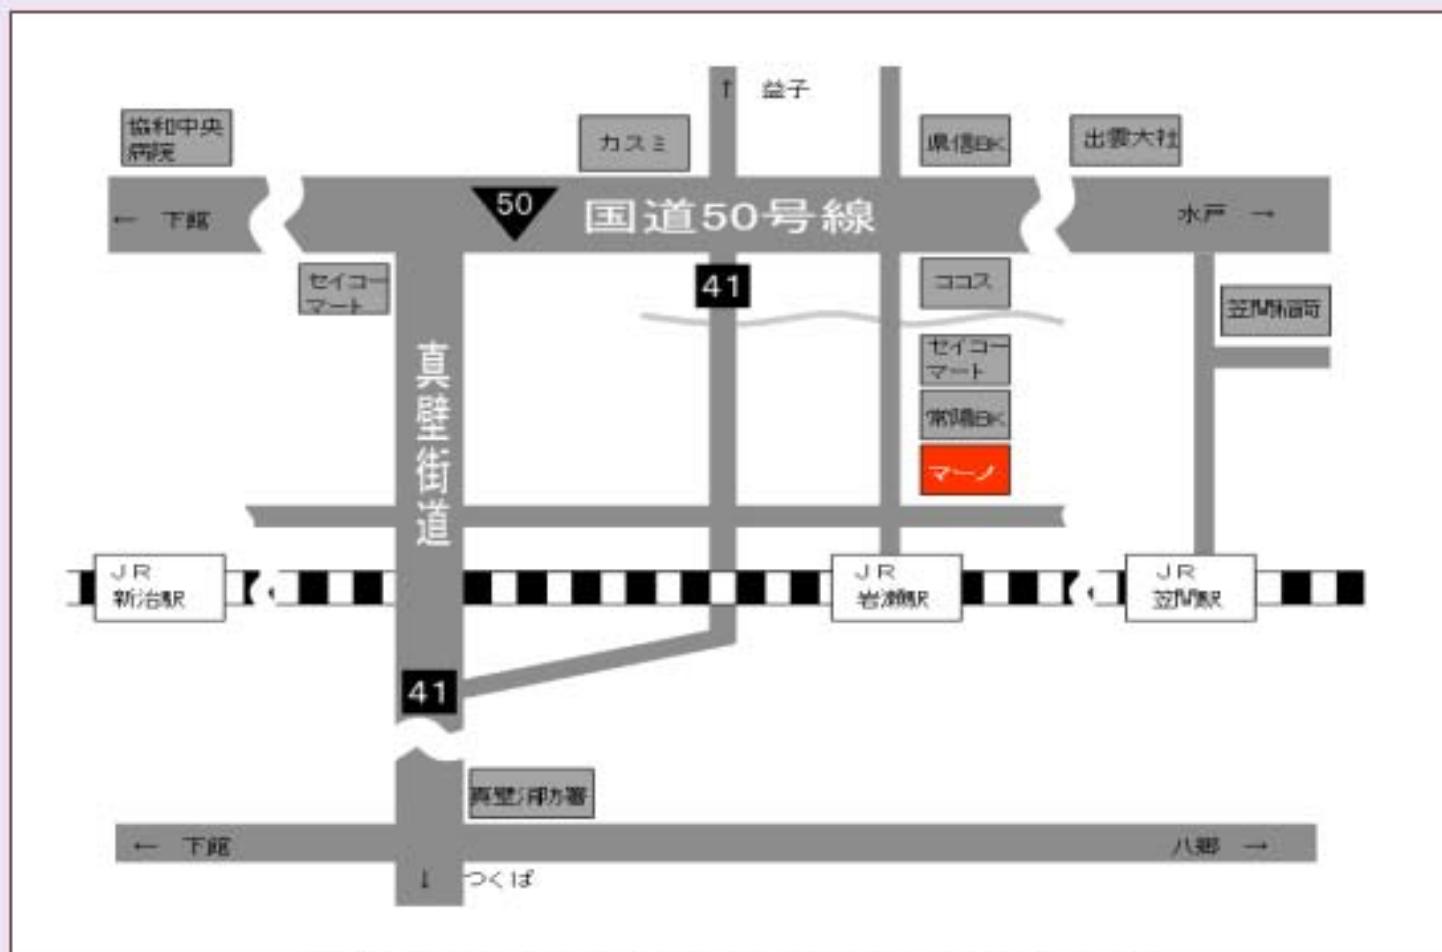 ↑ 益子
協和中央
病院
カスミ
県信BK
出雲大社
← 下館
50
国道50号線
水戸 →
セイコー
マート
41
ココス
笠間稲荷
真壁街道
セイコー
マート
常陽BK
マーノ
JR
新治駅
JR
岩瀬駅
JR
笠間駅
41
真壁消防署
← 下館
八郷 →
↓ つくば